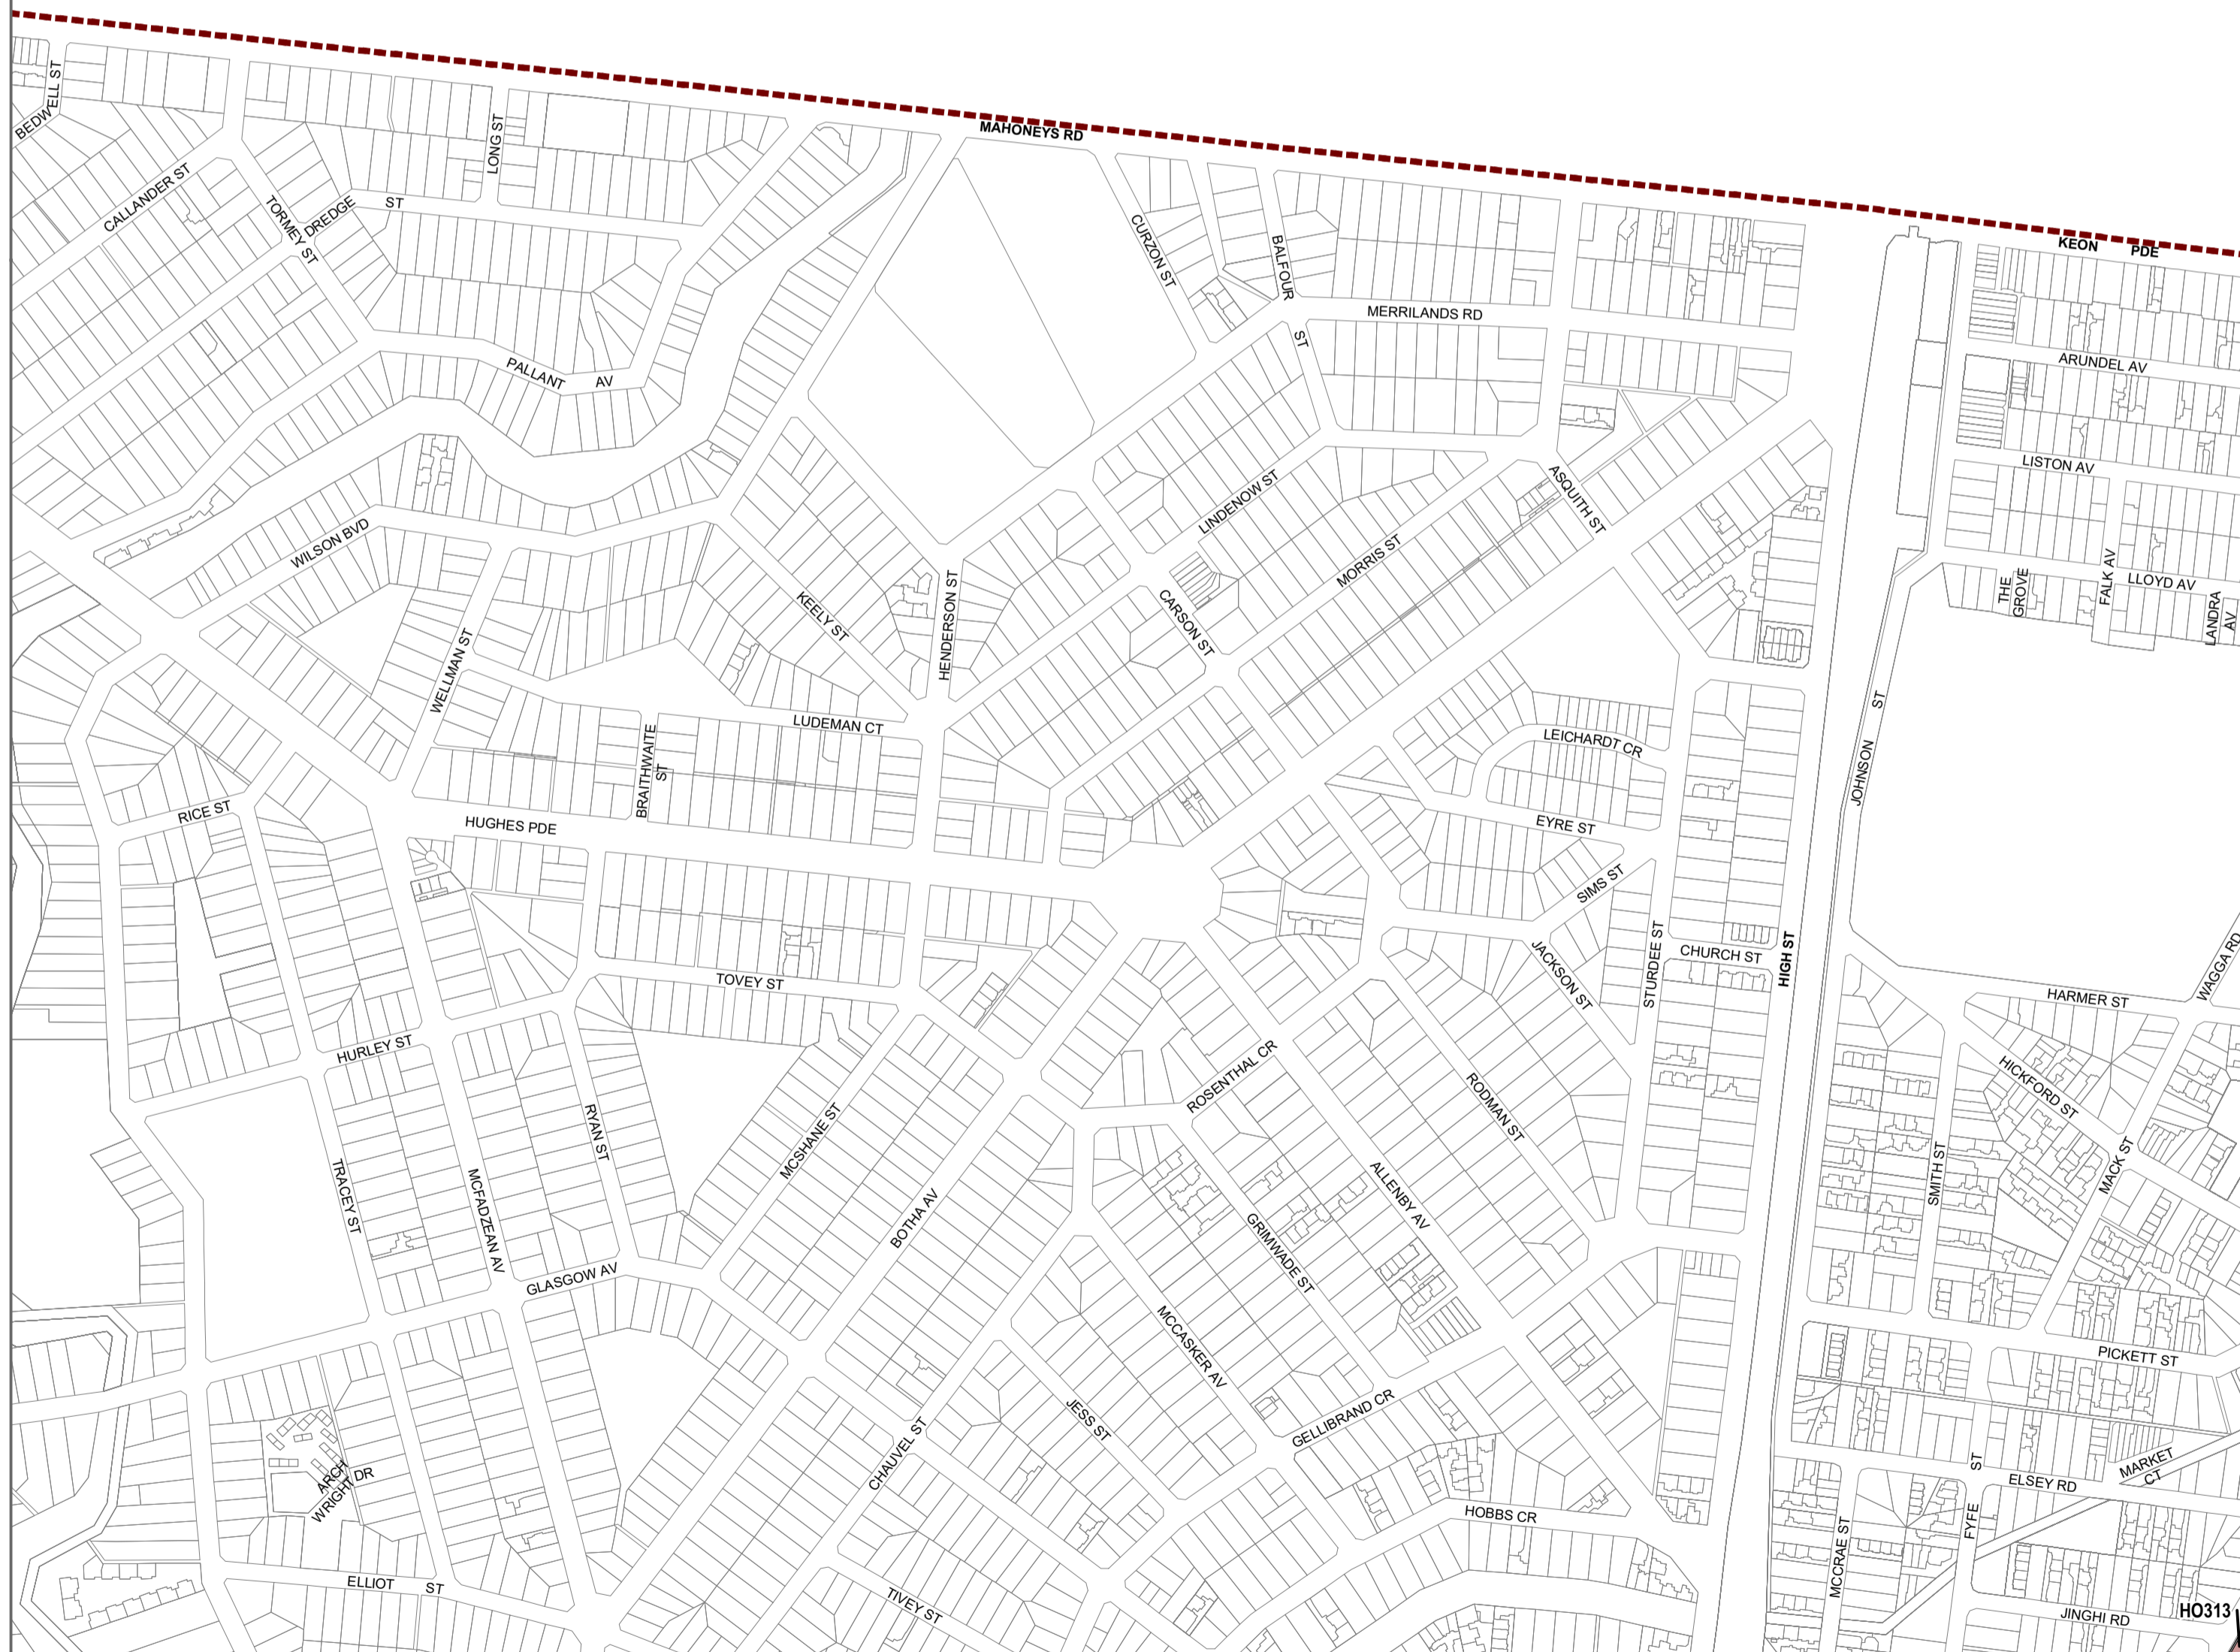 MAHONEYS RD
BEDWELL ST
LONG ST
CALLANDER ST
TORMEY ST
DREDGE
ST
CURZON ST
BALFOUR
ST
KEON
PDE
MERRILANDS RD
ARUNDEL AV
PALLANT
AV
LISTON AV
LINDENOW ST
ASQUITH ST
WILSON BVD
MORRIS ST
THE
GROVE
FALK AV
LLOYD AV
LANDRA
AV
KEELY ST
HENDERSON ST
CARSON ST
WELLMAN ST
LUDEMAN CT
BRAITHWAITE
ST
LEICHARDT CR
JOHNSON
ST
RICE ST
HUGHES PDE
EYRE ST
SIMS ST
TOVEY ST
JACKSON ST
STURDEE ST
CHURCH ST
HIGH ST
WAGGA RD
HARMER ST
HURLEY ST
ROSENTHAL CR
RODMAN ST
HICKFORD ST
RYAN ST
MCSHANE ST
TRACEY ST
MCFADZEAN AV
BOTHA AV
ALLENBY AV
SMITH ST
MACK ST
GLASGOW AV
GRIMWADE ST
MCCASKER AV
PICKETT ST
JESS ST
GELLIBRAND CR
CHAUVEL ST
ARCH
WRIGHT
DR
MARKET
CT
ELSEY RD
FYFE
ST
HOBBS CR
MCCRAE ST
ELLIOT
ST
TIVEY ST
JINGHI RD
HO313